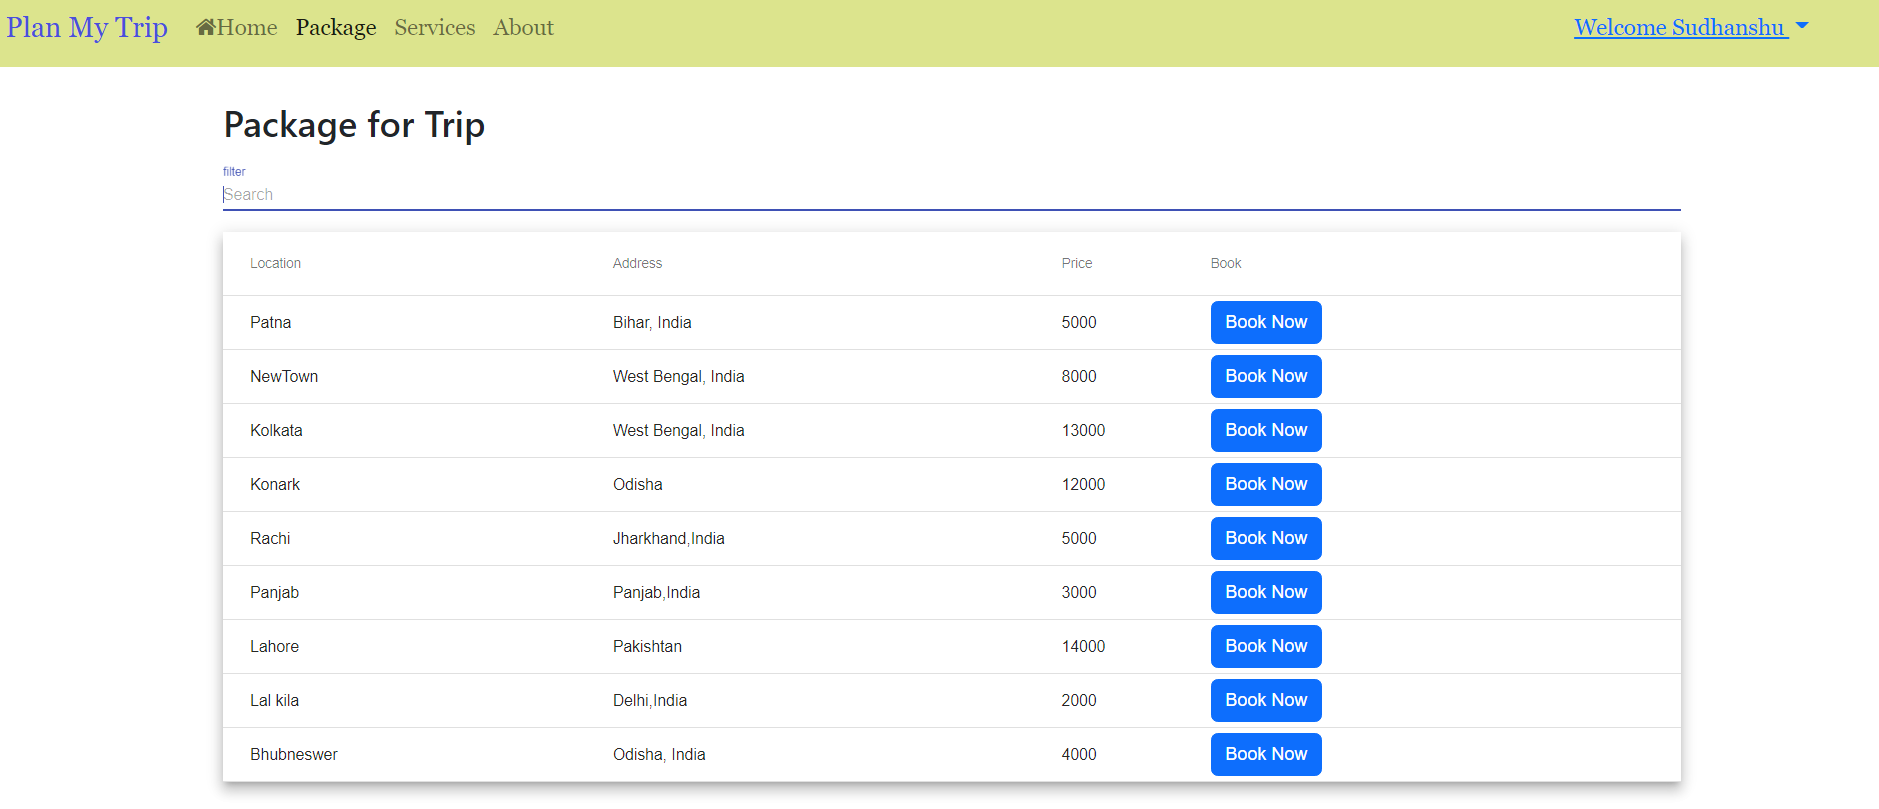 Plan My Trip Home Package Services About Welcome Sudhanshu
Package for Trip
filter
Search
Location Address Price Book
Patna Bihar, India 5000 Book Now
NewTown West Bengal, India 8000 Book Now
Kolkata West Bengal, India 13000 Book Now
Konark Odisha 12000 Book Now
Rachi Jharkhand,India 5000 Book Now
Panjab Panjab,India 3000 Book Now
Lahore Pakishtan 14000 Book Now
Lal kila Delhi,India 2000 Book Now
Bhubneswer Odisha, India 4000 Book Now